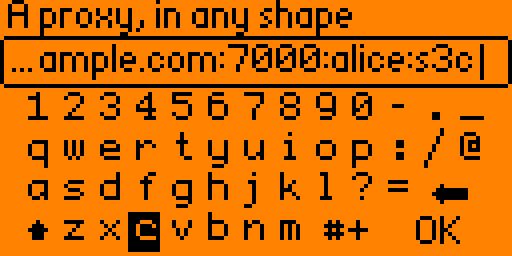 A proxy, in any shape
... ample.com:7000:alice:s3c|
1 2 3 4 5 6 7 8 9 0 - . _
q w e r t y u i o p : / @
a s d f g h j k l ? =
z x c v b n m #+ OK